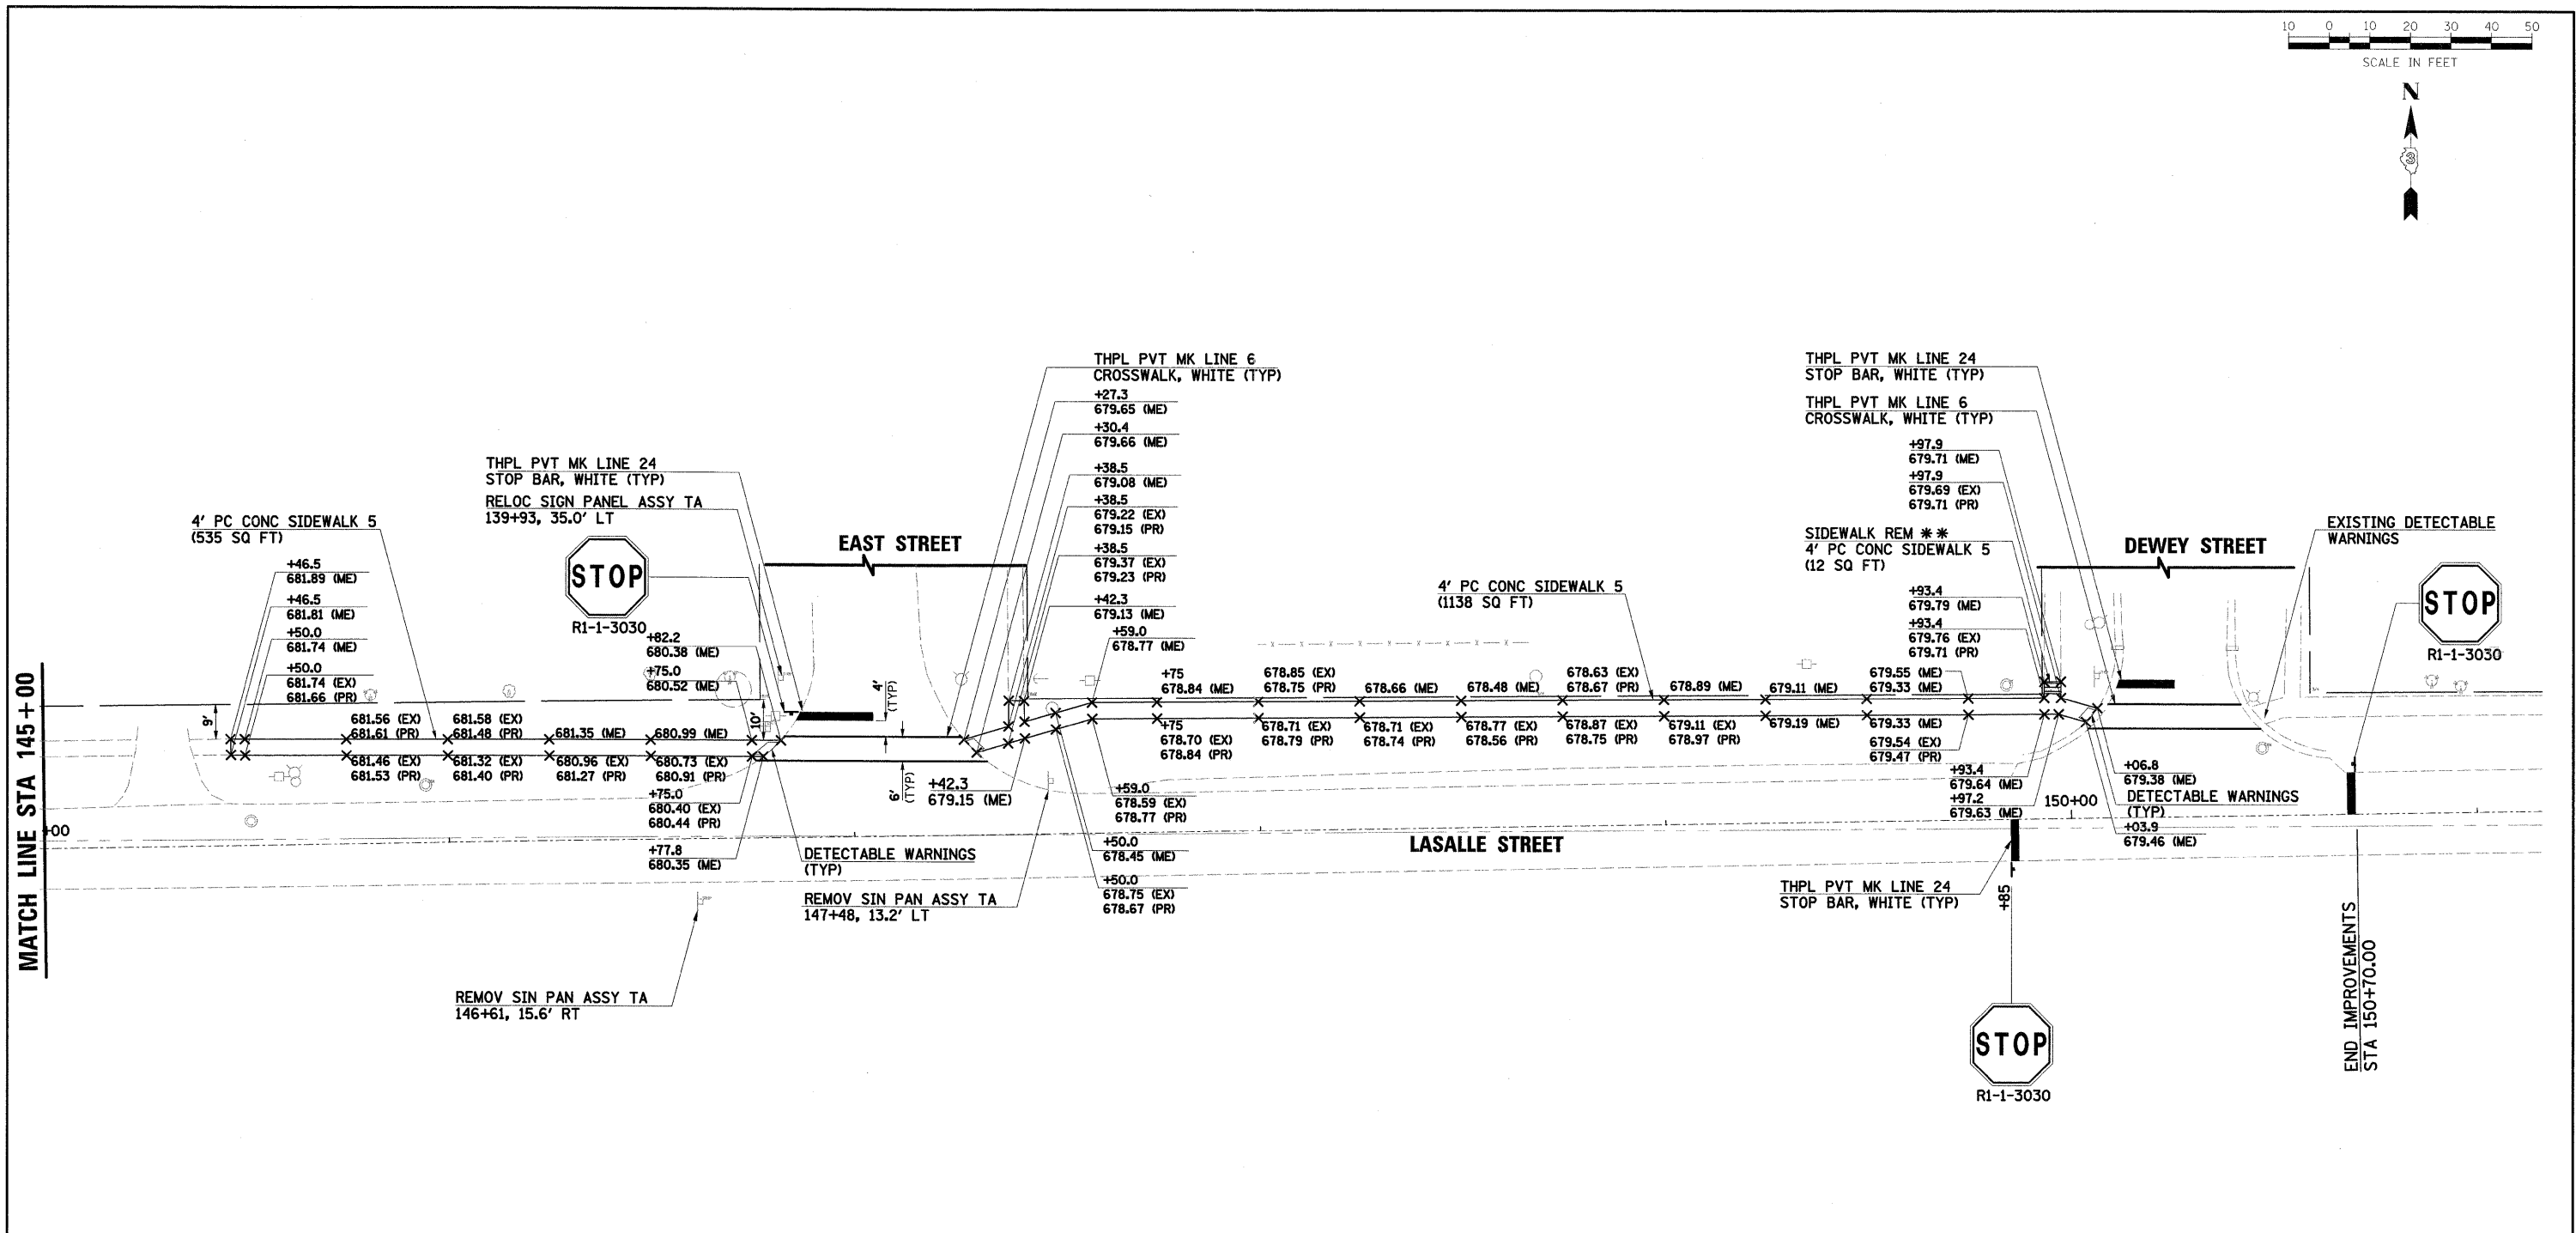 10 0 10 20 30 40 50
SCALE IN FEET
N
3
THPL PVT MK LINE 6
CROSSWALK, WHITE (TYP)
+27.3
679.65 (ME)
+30.4
679.66 (ME)
+38.5
679.08 (ME)
+38.5
679.22 (EX)
679.15 (PR)
+38.5
679.37 (EX)
679.23 (PR)
+42.3
679.13 (ME)
+59.0
678.77 (ME)
THPL PVT MK LINE 24
STOP BAR, WHITE (TYP)
THPL PVT MK LINE 6
CROSSWALK, WHITE (TYP)
+97.9
679.71 (ME)
+97.9
679.69 (EX)
679.71 (PR)
SIDEWALK REM **
4' PC CONC SIDEWALK 5
(12 SQ FT)
+93.4
679.79 (ME)
+93.4
679.76 (EX)
679.71 (PR)
THPL PVT MK LINE 24
STOP BAR, WHITE (TYP)
RELOC SIGN PANEL ASSY TA
139+93, 35.0' LT
STOP
R1-1-3030
4' PC CONC SIDEWALK 5
(535 SQ FT)
+46.5
681.89 (ME)
+46.5
681.81 (ME)
+50.0
681.74 (ME)
+50.0
681.74 (EX)
681.66 (PR)
+82.2
680.38 (ME)
+75.0
680.52 (ME)
EAST STREET
4'
(TYP)
4' PC CONC SIDEWALK 5
(1138 SQ FT)
DEWEY STREET
EXISTING DETECTABLE
WARNINGS
STOP
R1-1-3030
MATCH LINE STA 145+00
+00
9'
681.56 (EX)
681.61 (PR)
681.58 (EX)
681.48 (PR)
681.35 (ME)
680.99 (ME)
10'
681.46 (EX)
681.53 (PR)
681.32 (EX)
681.40 (PR)
680.96 (EX)
681.27 (PR)
680.73 (EX)
680.91 (PR)
+75.0
680.40 (EX)
680.44 (PR)
+77.8
680.35 (ME)
6'
(TYP)
+42.3
679.15 (ME)
+75
678.84 (ME)
678.85 (EX)
678.75 (PR)
678.66 (ME)
678.48 (ME)
678.63 (EX)
678.67 (PR)
678.89 (ME)
679.11 (ME)
679.55 (ME)
679.33 (ME)
+75
678.70 (EX)
678.84 (PR)
678.71 (EX)
678.79 (PR)
678.71 (EX)
678.74 (PR)
678.77 (EX)
678.56 (PR)
678.87 (EX)
678.75 (PR)
679.11 (EX)
678.97 (PR)
679.19 (ME)
679.33 (ME)
679.54 (EX)
679.47 (PR)
+59.0
678.59 (EX)
678.77 (PR)
+50.0
678.45 (ME)
+50.0
678.75 (EX)
678.67 (PR)
+93.4
679.64 (ME)
+97.2
679.63 (ME)
150+00
+06.8
679.38 (ME)
DETECTABLE WARNINGS
(TYP)
+03.9
679.46 (ME)
DETECTABLE WARNINGS
(TYP)
LASALLE STREET
REMOV SIN PAN ASSY TA
147+48, 13.2' LT
REMOV SIN PAN ASSY TA
146+61, 15.6' RT
THPL PVT MK LINE 24
STOP BAR, WHITE (TYP)
+85
STOP
R1-1-3030
END IMPROVEMENTS
STA 150+70.00